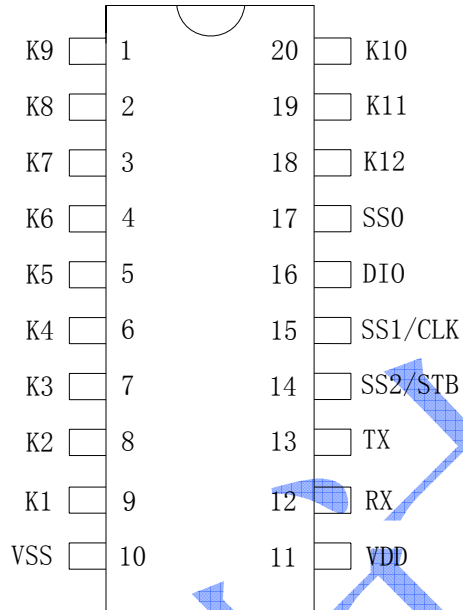 K9 1 20 K10
K8 2 19 K11
K7 3 18 K12
K6 4 17 SS0
K5 5 16 DIO
K4 6 15 SS1/CLK
K3 7 14 SS2/STB
K2 8 13 TX
K1 9 12 RX
VSS 10 11 VDD